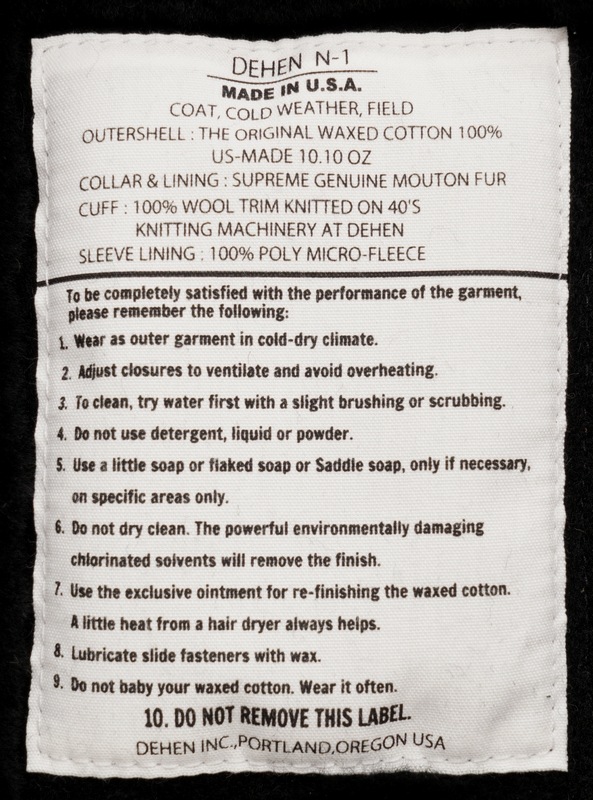 DEHEN N-1
MADE IN U.S.A.
COAT, COLD WEATHER, FIELD
OUTERSHELL : THE ORIGINAL WAXED COTTON 100%
US-MADE 10.10 OZ
COLLAR & LINING : SUPREME GENUINE MOUTON FUR
CUFF : 100% WOOL TRIM KNITTED ON 40'S
KNITTING MACHINERY AT DEHEN
SLEEVE LINING : 100% POLY MICRO-FLEECE
To be completely satisfied with the performance of the garment,
please remember the following:
1. Wear as outer garment in cold-dry climate.
2. Adjust closures to ventilate and avoid overheating.
3. To clean, try water first with a slight brushing or scrubbing.
4. Do not use detergent, liquid or powder.
5. Use a little soap or flaked soap or Saddle soap, only if necessary,
on specific areas only.
6. Do not dry clean. The powerful environmentally damaging
chlorinated solvents will remove the finish.
7. Use the exclusive ointment for re-finishing the waxed cotton.
A little heat from a hair dryer always helps.
8. Lubricate slide fasteners with wax.
9. Do not baby your waxed cotton. Wear it often.
10. DO NOT REMOVE THIS LABEL.
DEHEN INC.,PORTLAND,OREGON USA